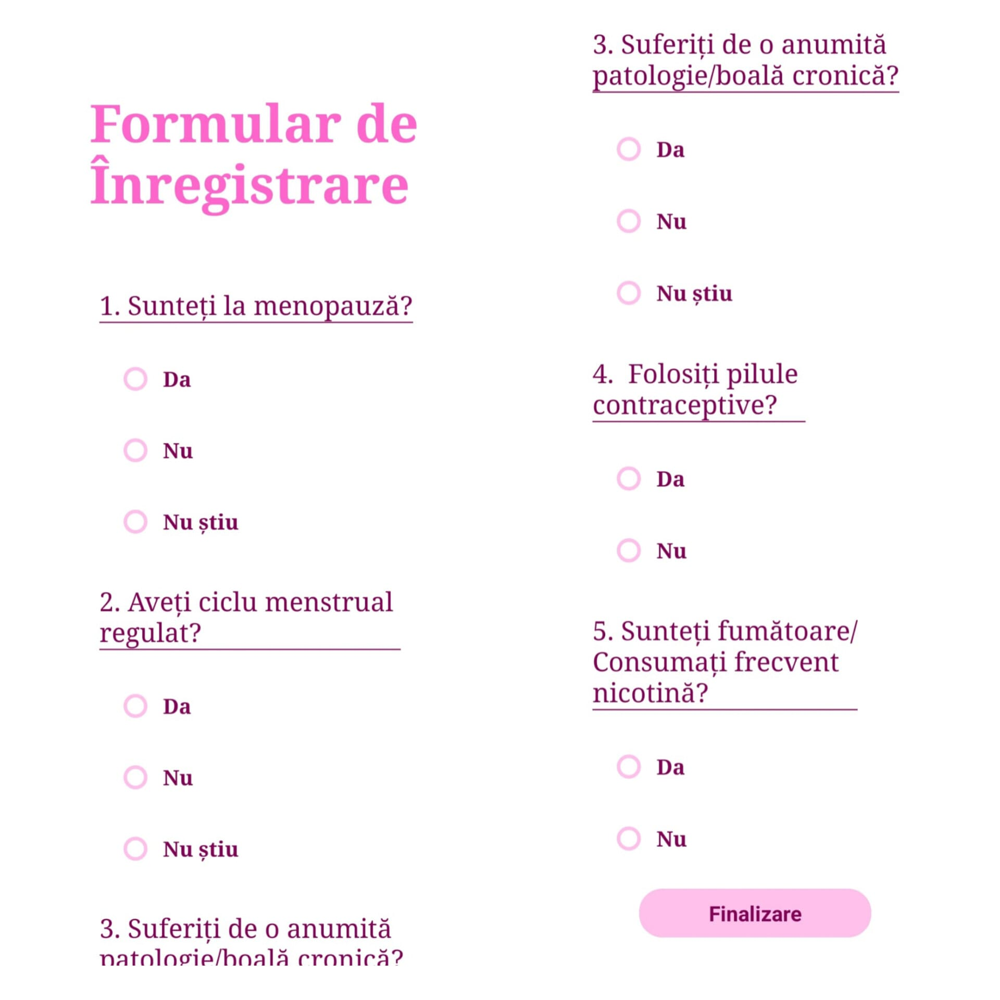 Formular de
Înregistrare
1. Sunteți la menopauză?
Da
Nu
Nu știu
2. Aveți ciclu menstrual
regulat?
Da
Nu
Nu știu
3. Suferiți de o anumită
patologie/boală cronică?
3. Suferiți de o anumită
patologie/boală cronică?
Da
Nu
Nu știu
4. Folosiți pilule
contraceptive?
Da
Nu
5. Sunteți fumătoare/
Consumați frecvent
nicotină?
Da
Nu
Finalizare